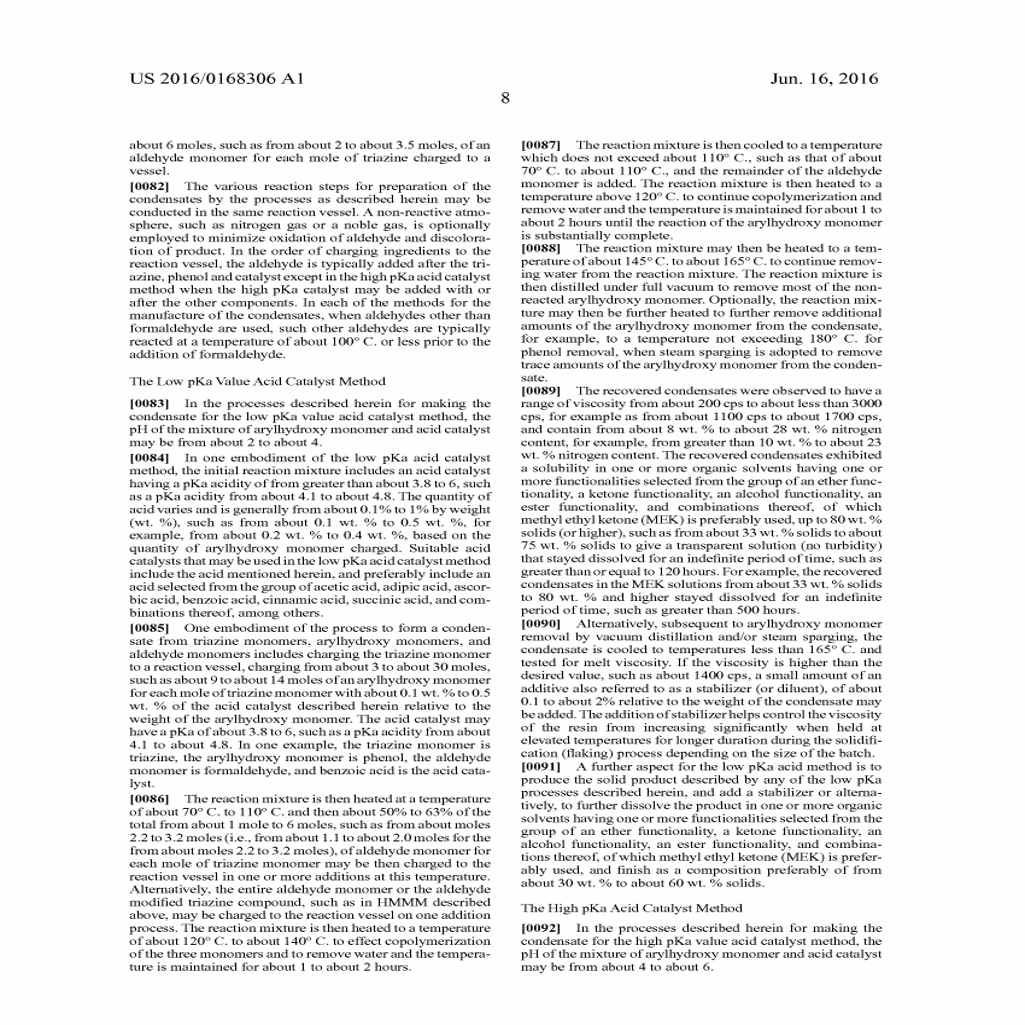 US 2016/0168306 A1
Jun. 16, 2016
8
about 6 moles, such as from about 2 to about 3.5 moles, of an
aldehyde monomer for each mole of triazine charged to a
vessel.
[0082] The various reaction steps for preparation of the
condensates by the processes as described herein may be
conducted in the same reaction vessel. A non-reactive atmo-
sphere, such as nitrogen gas or a noble gas, is optionally
employed to minimize oxidation of aldehyde and discolora-
tion of product. In the order of charging ingredients to the
reaction vessel, the aldehyde is typically added after the tri-
azine, phenol and catalyst except in the high pKa acid catalyst
method when the high pKa catalyst may be added with or
after the other components. In each of the methods for the
manufacture of the condensates, when aldehydes other than
formaldehyde are used, such other aldehydes are typically
reacted at a temperature of about 100° C. or less prior to the
addition of formaldehyde.
The Low pKa Value Acid Catalyst Method
[0083] In the processes described herein for making the
condensate for the low pKa value acid catalyst method, the
pH of the mixture of arylhydroxy monomer and acid catalyst
may be from about 2 to about 4.
[0084] In one embodiment of the low pKa acid catalyst
method, the initial reaction mixture includes an acid catalyst
having a pKa acidity of from greater than about 3.8 to 6, such
as a pKa acidity from about 4.1 to about 4.8. The quantity of
acid varies and is generally from about 0.1% to 1% by weight
(wt. %), such as from about 0.1 wt. % to 0.5 wt. %, for
example, from about 0.2 wt. % to 0.4 wt. %, based on the
quantity of arylhydroxy monomer charged. Suitable acid
catalysts that may be used in the low pKa acid catalyst method
include the acid mentioned herein, and preferably include an
acid selected from the group of acetic acid, adipic acid, ascor-
bic acid, benzoic acid, cinnamic acid, succinic acid, and com-
binations thereof, among others.
[0085] One embodiment of the process to form a conden-
sate from triazine monomers, arylhydroxy monomers, and
aldehyde monomers includes charging the triazine monomer
to a reaction vessel, charging from about 3 to about 30 moles,
such as about 9 to about 14 moles of an arylhydroxy monomer
for each mole of triazine monomer with about 0.1 wt. % to 0.5
wt. % of the acid catalyst described herein relative to the
weight of the arylhydroxy monomer. The acid catalyst may
have a pKa of about 3.8 to 6, such as a pKa acidity from about
4.1 to about 4.8. In one example, the triazine monomer is
triazine, the arylhydroxy monomer is phenol, the aldehyde
monomer is formaldehyde, and benzoic acid is the acid cata-
lyst.
[0086] The reaction mixture is then heated at a temperature
of about 70° C. to 110° C. and then about 50% to 63% of the
total from about 1 mole to 6 moles, such as from about moles
2.2 to 3.2 moles (i.e., from about 1.1 to about 2.0 moles for the
from about moles 2.2 to 3.2 moles), of aldehyde monomer for
each mole of triazine monomer may be then charged to the
reaction vessel in one or more additions at this temperature.
Alternatively, the entire aldehyde monomer or the aldehyde
modified triazine compound, such as in HMMM described
above, may be charged to the reaction vessel on one addition
process. The reaction mixture is then heated to a temperature
of about 120° C. to about 140° C. to effect copolymerization
of the three monomers and to remove water and the tempera-
ture is maintained for about 1 to about 2 hours.
[0087] The reaction mixture is then cooled to a temperature
which does not exceed about 110° C., such as that of about
70° C. to about 110° C., and the remainder of the aldehyde
monomer is added. The reaction mixture is then heated to a
temperature above 120° C. to continue copolymerization and
remove water and the temperature is maintained for about 1 to
about 2 hours until the reaction of the arylhydroxy monomer
is substantially complete.
[0088] The reaction mixture may then be heated to a tem-
perature of about 145° C. to about 165° C. to continue remov-
ing water from the reaction mixture. The reaction mixture is
then distilled under full vacuum to remove most of the non-
reacted arylhydroxy monomer. Optionally, the reaction mix-
ture may then be further heated to further remove additional
amounts of the arylhydroxy monomer from the condensate,
for example, to a temperature not exceeding 180° C. for
phenol removal, when steam sparging is adopted to remove
trace amounts of the arylhydroxy monomer from the conden-
sate.
[0089] The recovered condensates were observed to have a
range of viscosity from about 200 cps to about less than 3000
cps, for example as from about 1100 cps to about 1700 cps,
and contain from about 8 wt. % to about 28 wt. % nitrogen
content, for example, from greater than 10 wt. % to about 23
wt. % nitrogen content. The recovered condensates exhibited
a solubility in one or more organic solvents having one or
more functionalities selected from the group of an ether func-
tionality, a ketone functionality, an alcohol functionality, an
ester functionality, and combinations thereof, of which
methyl ethyl ketone (MEK) is preferably used, up to 80 wt. %
solids (or higher), such as from about 33 wt. % solids to about
75 wt. % solids to give a transparent solution (no turbidity)
that stayed dissolved for an indefinite period of time, such as
greater than or equal to 120 hours. For example, the recovered
condensates in the MEK solutions from about 33 wt. % solids
to 80 wt. % and higher stayed dissolved for an indefinite
period of time, such as greater than 500 hours.
[0090] Alternatively, subsequent to arylhydroxy monomer
removal by vacuum distillation and/or steam sparging, the
condensate is cooled to temperatures less than 165° C. and
tested for melt viscosity. If the viscosity is higher than the
desired value, such as about 1400 cps, a small amount of an
additive also referred to as a stabilizer (or diluent), of about
0.1 to about 2% relative to the weight of the condensate may
be added. The addition of stabilizer helps control the viscosity
of the resin from increasing significantly when held at
elevated temperatures for longer duration during the solidifi-
cation (flaking) process depending on the size of the batch.
[0091] A further aspect for the low pKa acid method is to
produce the solid product described by any of the low pKa
processes described herein, and add a stabilizer or alterna-
tively, to further dissolve the product in one or more organic
solvents having one or more functionalities selected from the
group of an ether functionality, a ketone functionality, an
alcohol functionality, an ester functionality, and combina-
tions thereof, of which methyl ethyl ketone (MEK) is prefer-
ably used, and finish as a composition preferably of from
about 30 wt. % to about 60 wt. % solids.
The High pKa Acid Catalyst Method
[0092] In the processes described herein for making the
condensate for the high pKa value acid catalyst method, the
pH of the mixture of arylhydroxy monomer and acid catalyst
may be from about 4 to about 6.